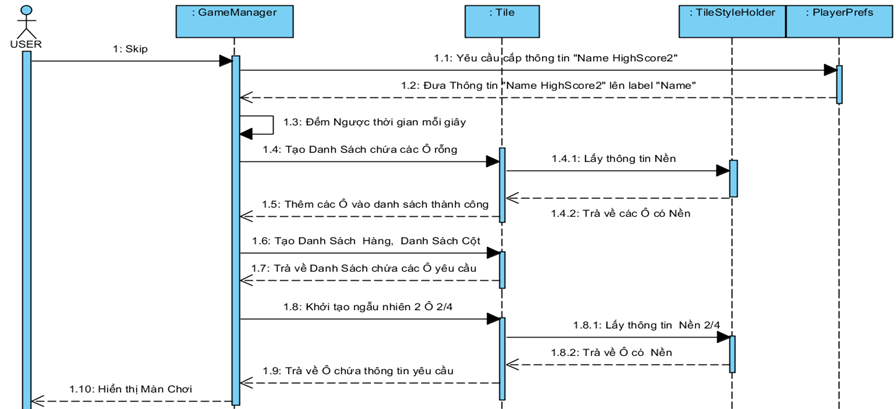 : GameManager
: Tile
: TileStyleHolder
: PlayerPrefs
USER
1: Skip
1.1: Yêu cầu cấp thông tin "Name HighScore2"
1.2: Đưa Thông tin "Name HighScore2" lên label "Name"
1.3: Đếm Ngược thời gian mỗi giây
1.4: Tạo Danh Sách chứa các Ô rỗng
1.4.1: Lấy thông tin Nền
1.5: Thêm các Ô vào danh sách thành công
1.4.2: Trả về các Ô có Nền
1.6: Tạo Danh Sách Hàng, Danh Sách Cột
1.7: Trả về Danh Sách chứa các Ô yêu cầu
1.8: Khởi tạo ngẫu nhiên 2 Ô 2/4
1.8.1: Lấy thông tin Nền 2/4
1.8.2: Trả về Ô có Nền
1.9: Trả về Ô chứa thông tin yêu cầu
1.10: Hiển thị Màn Chơi